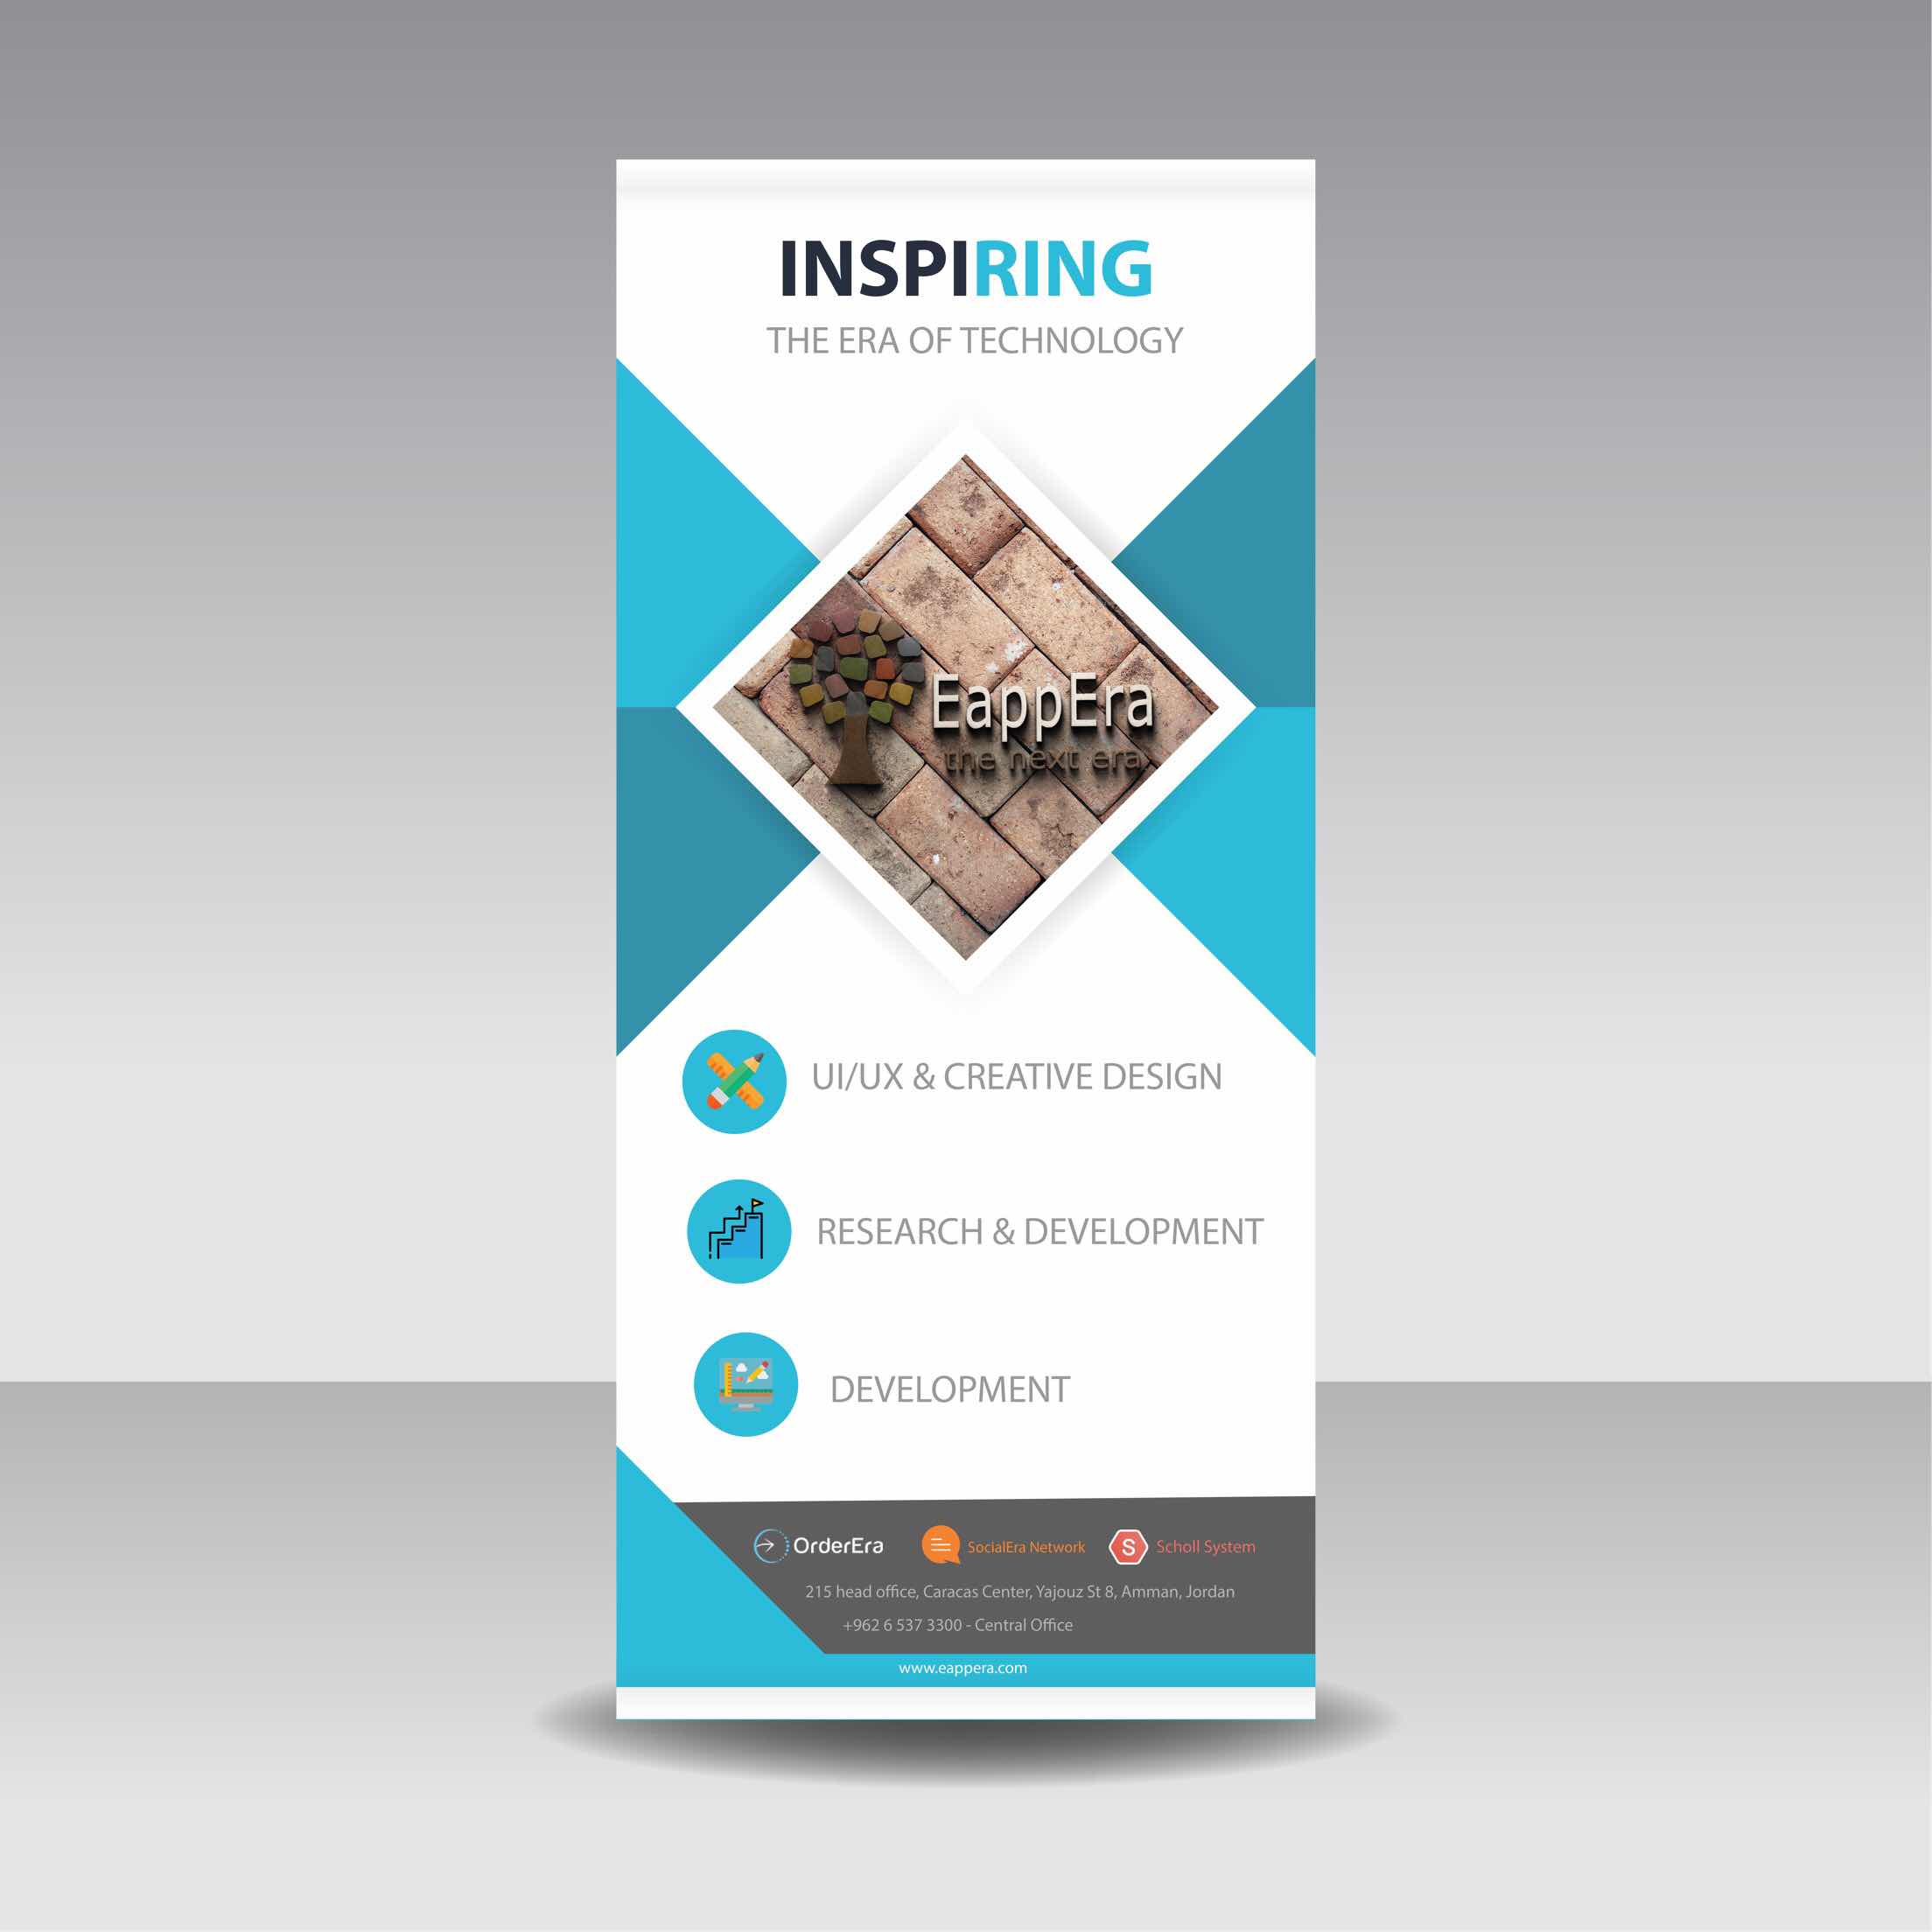 INSPIRING
THE ERA OF TECHNOLOGY
EappEra
the next era
UI/UX & CREATIVE DESIGN
RESEARCH & DEVELOPMENT
DEVELOPMENT
OrderEra SocialEra Network S Scholl System
215 head office, Caracas Center, Yajouz St 8, Amman, Jordan
+962 6 537 3300 - Central Office
www.eappera.com